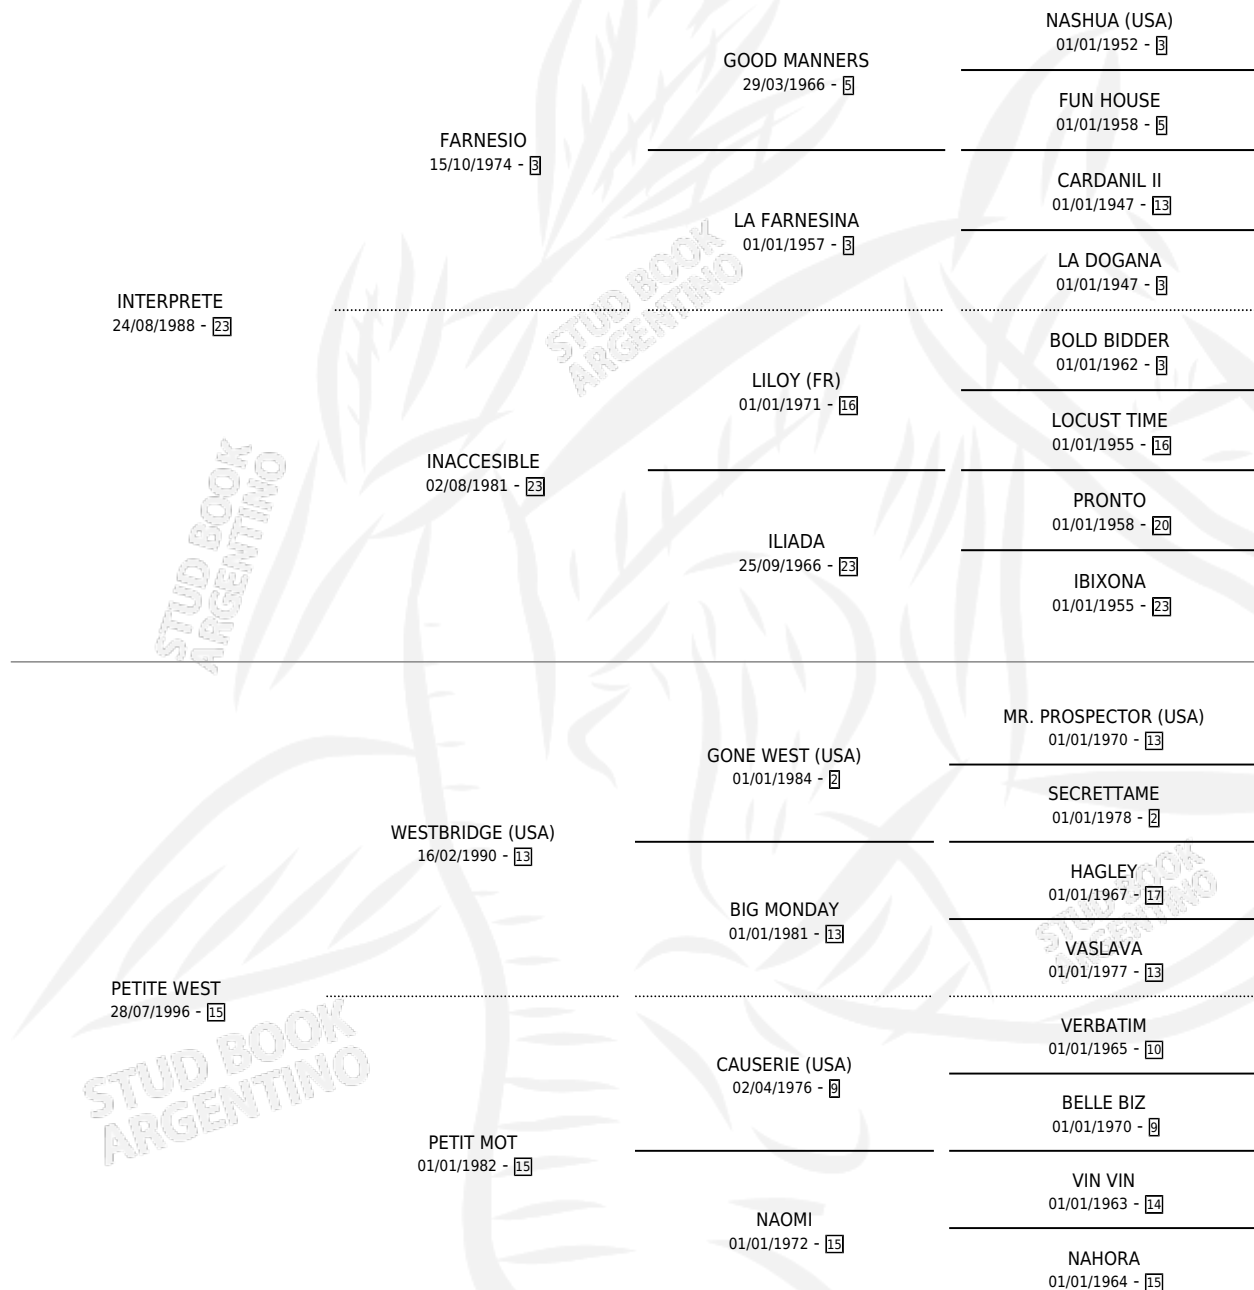 NASHUA (USA)
01/01/1952 - 3
GOOD MANNERS
29/03/1966 - 5
FUN HOUSE
01/01/1958 - 5
FARNESIO
15/10/1974 - 3
CARDANIL II
01/01/1947 - 13
LA FARNESINA
01/01/1957 - 3
LA DOGANA
01/01/1947 - 3
INTERPRETE
24/08/1988 - 23
BOLD BIDDER
01/01/1962 - 3
LILOY (FR)
01/01/1971 - 16
LOCUST TIME
01/01/1955 - 16
INACCESIBLE
02/08/1981 - 23
PRONTO
01/01/1958 - 20
ILIADA
25/09/1966 - 23
IBIXONA
01/01/1955 - 23
STUD BOOK
ARGENTINO
STUD BOOK
ARGENTINO
MR. PROSPECTOR (USA)
01/01/1970 - 13
GONE WEST (USA)
01/01/1984 - 2
SECRETTAME
01/01/1978 - 2
WESTBRIDGE (USA)
16/02/1990 - 13
HAGLEY
01/01/1967 - 17
BIG MONDAY
01/01/1981 - 13
VASLAVA
01/01/1977 - 13
PETITE WEST
28/07/1996 - 15
VERBATIM
01/01/1965 - 10
CAUSERIE (USA)
02/04/1976 - 9
BELLE BIZ
01/01/1970 - 9
PETIT MOT
01/01/1982 - 15
VIN VIN
01/01/1963 - 14
NAOMI
01/01/1972 - 15
NAHORA
01/01/1964 - 15
STUD BOOK
ARGENTINO
STUD BOOK
ARGENTINO